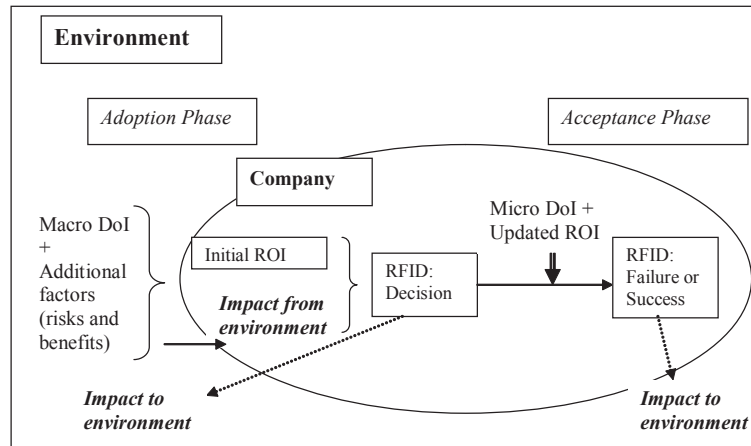 Environment
Adoption Phase
Acceptance Phase
Company
Macro DoI
+
Additional
factors
(risks and
benefits)
Initial ROI
Impact from
environment
RFID:
Decision
Micro DoI +
Updated ROI
RFID:
Failure or
Success
Impact to
environment
Impact to
environment